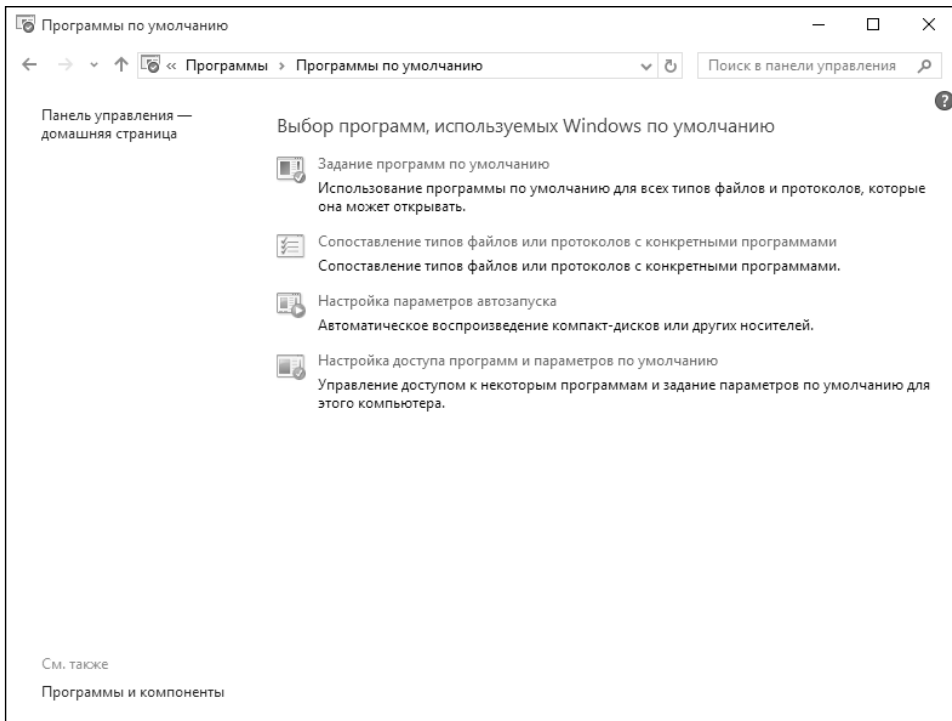 Программы по умолчанию
« Программы › Программы по умолчанию
Поиск в панели управления
Панель управления —
домашняя страница
Выбор программ, используемых Windows по умолчанию
Задание программ по умолчанию
Использование программы по умолчанию для всех типов файлов и протоколов, которые
она может открывать.
Сопоставление типов файлов или протоколов с конкретными программами
Сопоставление типов файлов или протоколов с конкретными программами.
Настройка параметров автозапуска
Автоматическое воспроизведение компакт-дисков или других носителей.
Настройка доступа программ и параметров по умолчанию
Управление доступом к некоторым программам и задание параметров по умолчанию для
этого компьютера.
См. также
Программы и компоненты